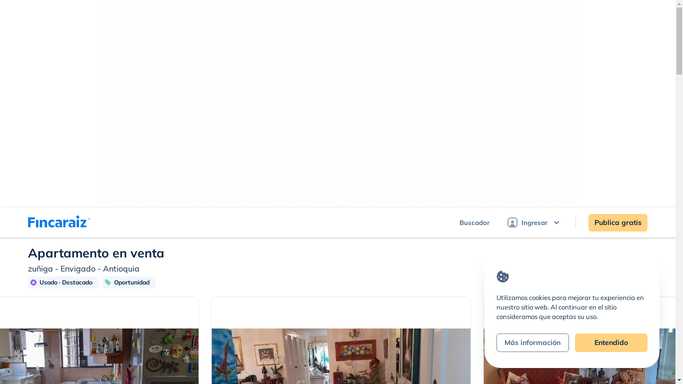 Fincaraiz
Buscador
Ingresar
Publica gratis
Apartamento en venta
zuñiga - Envigado - Antioquia
Usado · Destacado
Oportunidad
Utilizamos cookies para mejorar tu experiencia en
nuestro sitio web. Al continuar en el sitio
consideramos que aceptas su uso.
Más información
Entendido